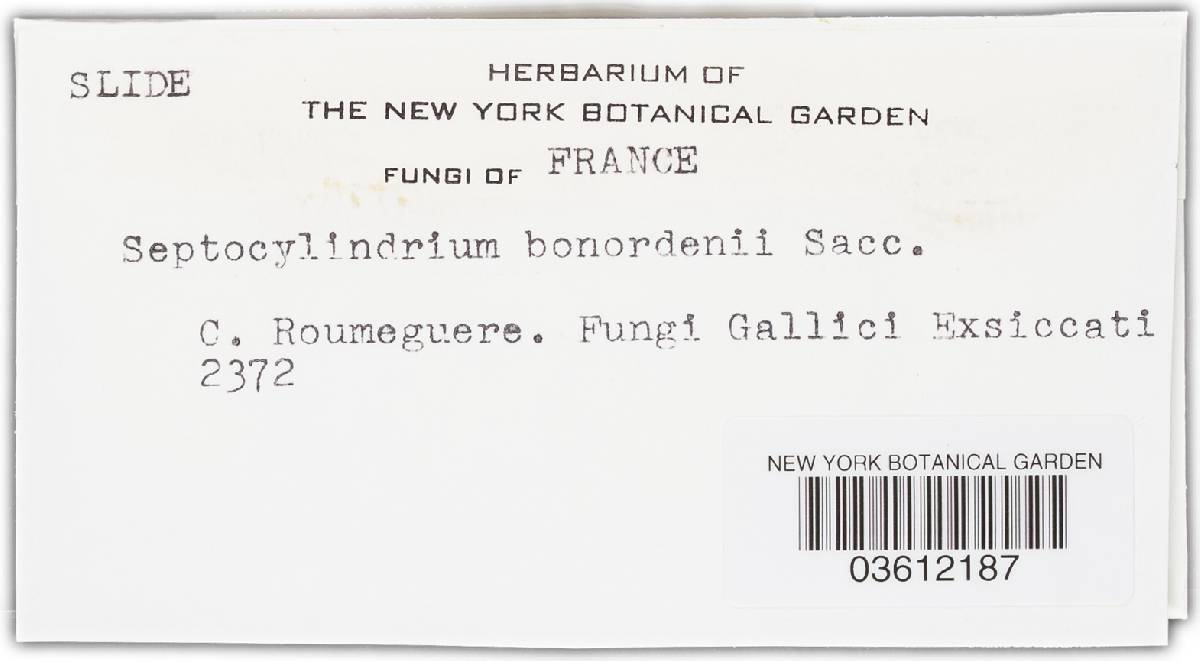 SLIDE
HERBARIUM OF
THE NEW YORK BOTANICAL GARDEN
FUNGI OF FRANCE
Septocylindrium bonordenii Sacc.
C. Roumeguere. Fungi Gallici Exsiccati
2372
NEW YORK BOTANICAL GARDEN
03612187